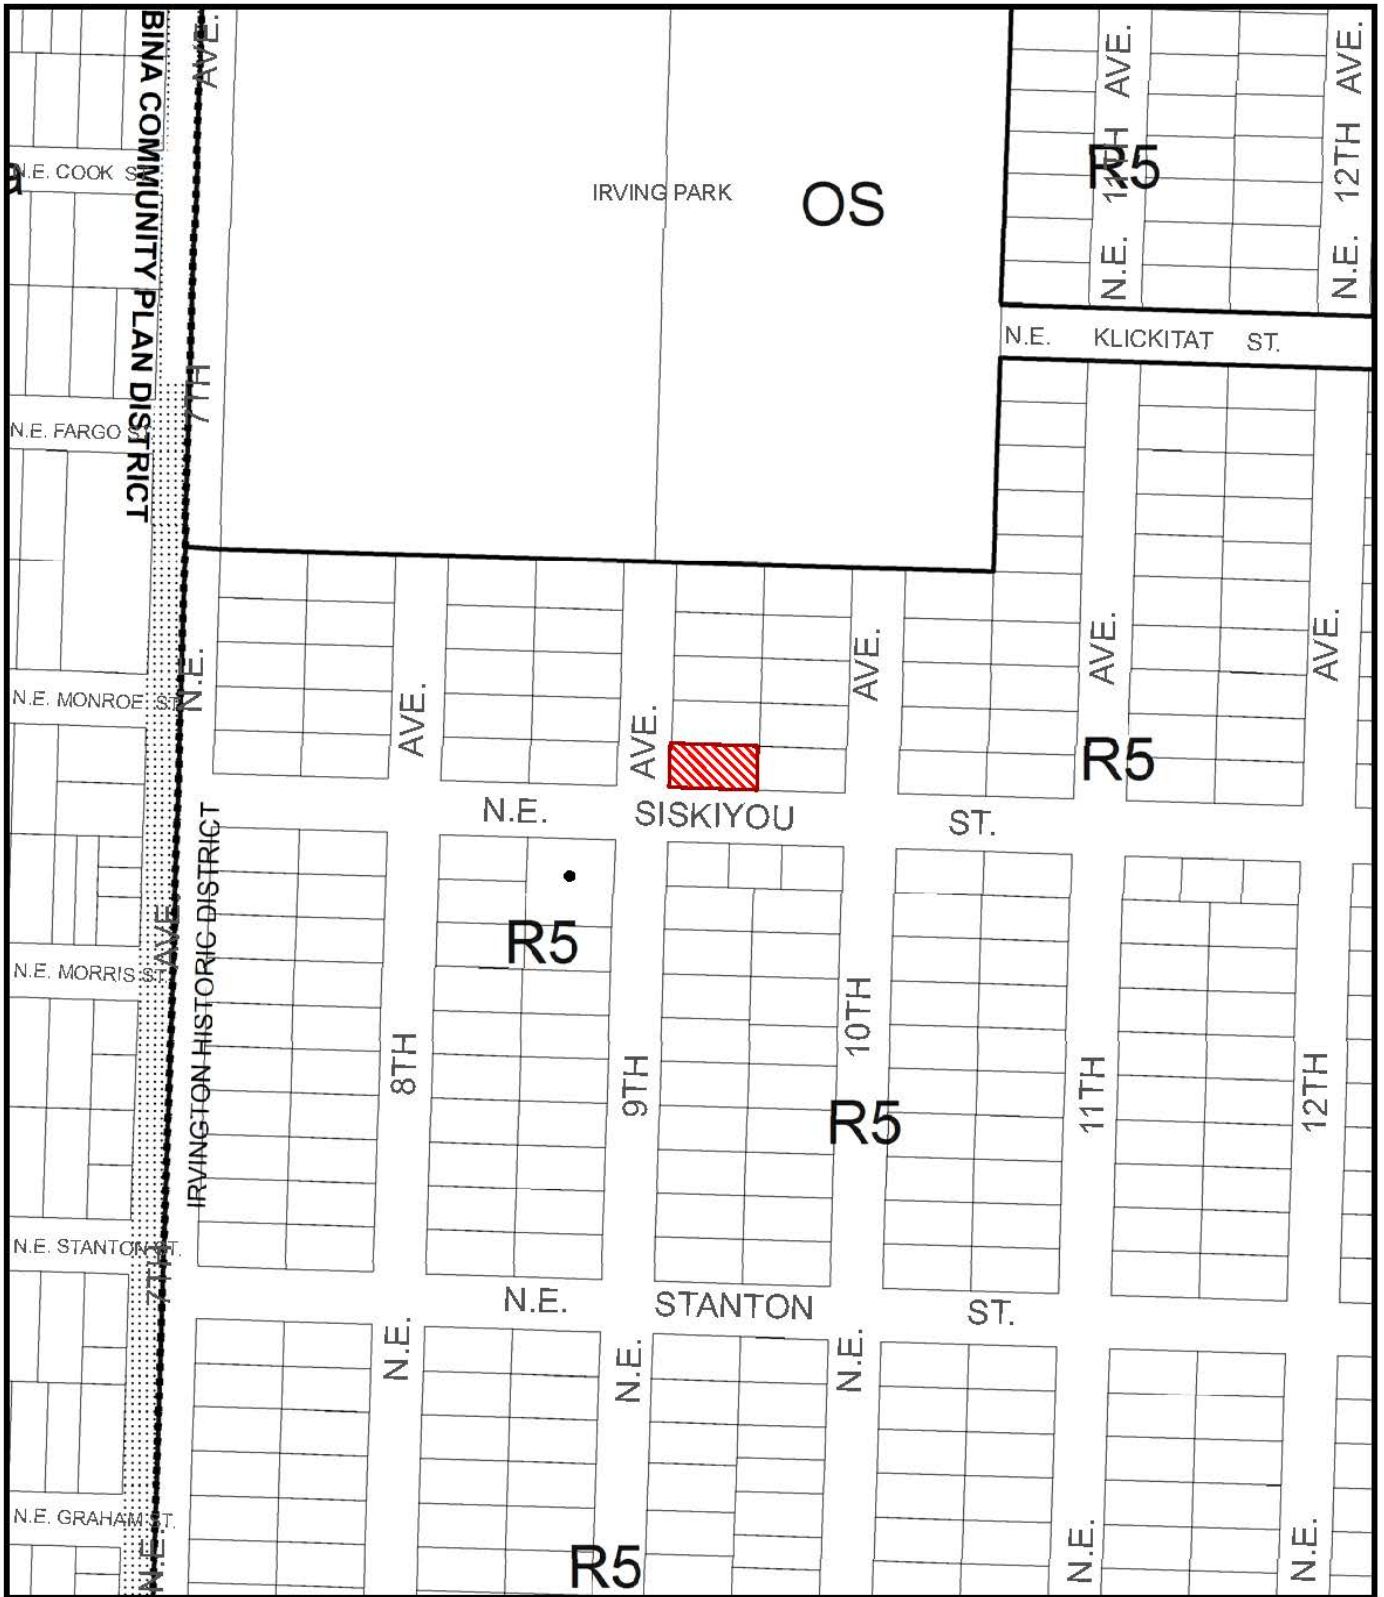 BINA COMMUNITY PLAN DISTRICT
AVE.
7TH
N.E.
IRVING PARK
OS
AVE.
11TH
N.E.
R5
AVE.
12TH
N.E.
N.E. COOK
N.E. KLICKITAT ST.
N.E. FARGO
N.E. MONROE ST.
AVE.
AVE.
AVE.
AVE.
AVE.
R5
N.E. SISKIYOU ST.
IRVINGTON HISTORIC DISTRICT
AVE.
R5
N.E. MORRIS ST.
8TH
9TH
10TH
11TH
12TH
R5
N.E. STANTON ST.
7TH
N.E. STANTON ST.
N.E.
N.E.
N.E.
N.E.
N.E.
N.E. GRAHAM ST.
N.E.
R5